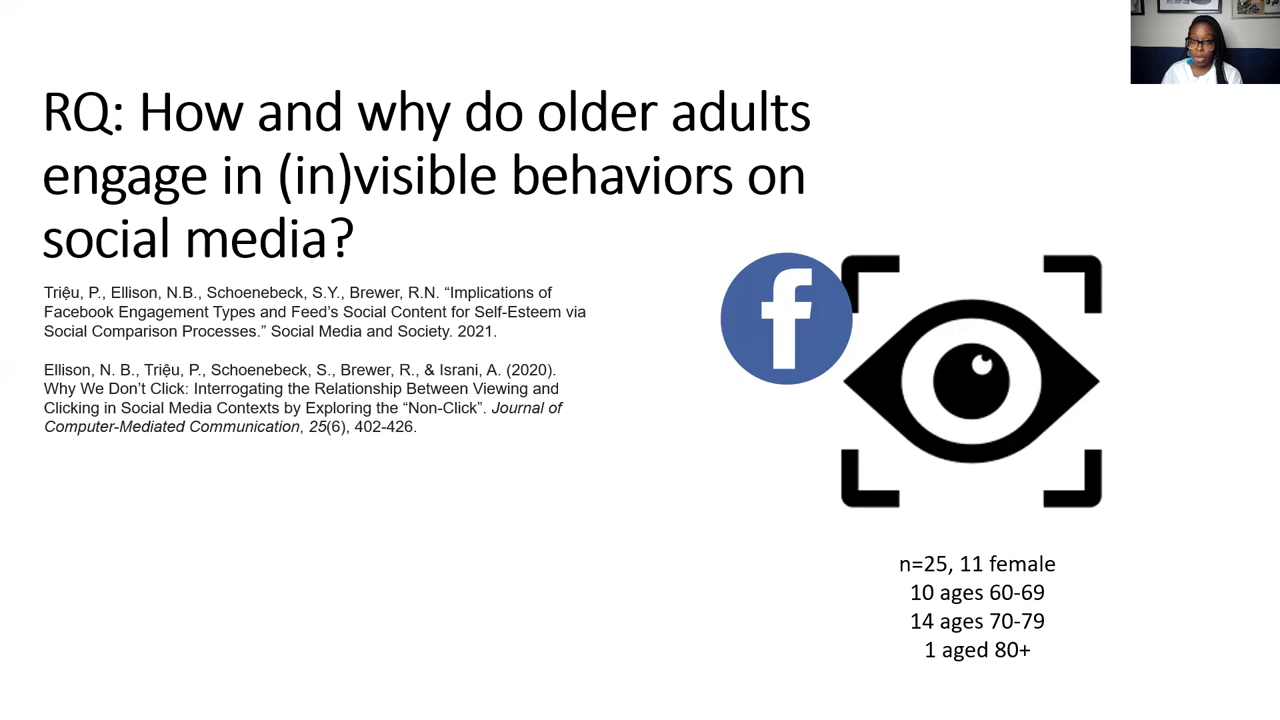 RQ: How and why do older adults
engage in (in)visible behaviors on
social media?
Triệu, P., Ellison, N.B., Schoenebeck, S.Y., Brewer, R.N. “Implications of
Facebook Engagement Types and Feed’s Social Content for Self-Esteem via
Social Comparison Processes.” Social Media and Society. 2021.
Ellison, N. B., Triệu, P., Schoenebeck, S., Brewer, R., & Israni, A. (2020).
Why We Don’t Click: Interrogating the Relationship Between Viewing and
Clicking in Social Media Contexts by Exploring the “Non-Click”. Journal of
Computer-Mediated Communication, 25(6), 402-426.
f
n=25, 11 female
10 ages 60-69
14 ages 70-79
1 aged 80+